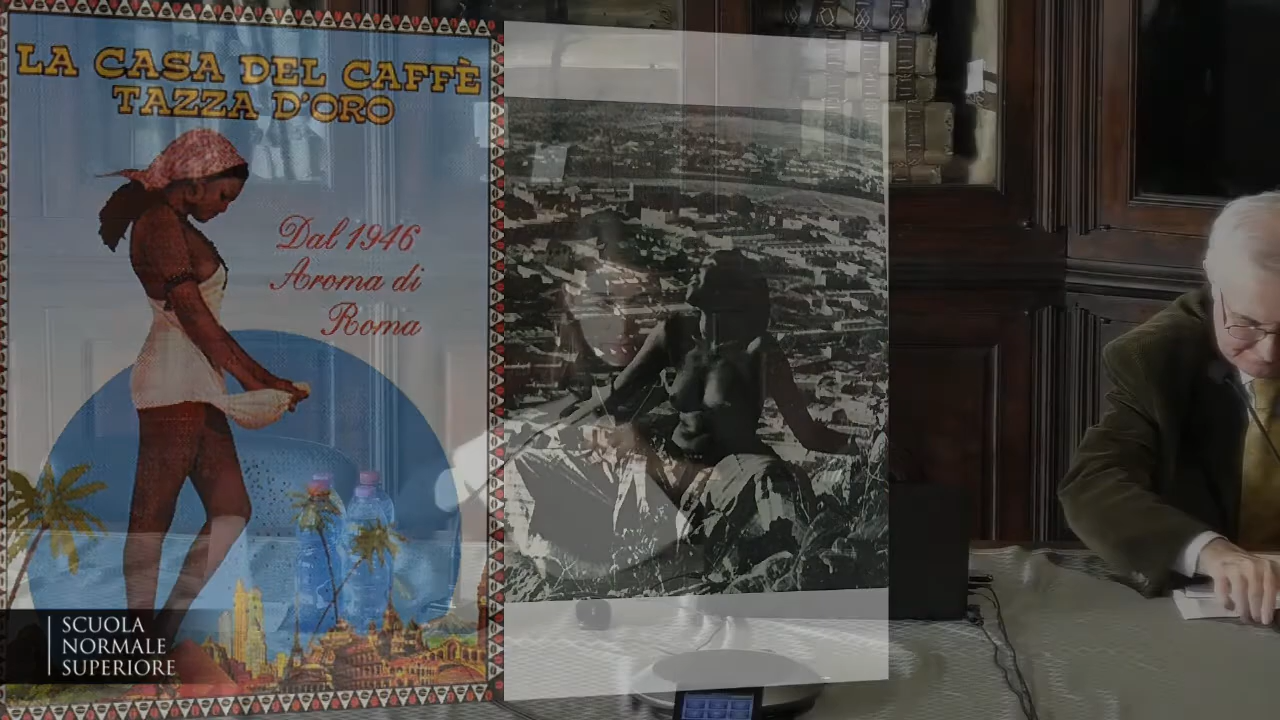 LA CASA DEL CAFFÈ
TAZZA D'ORO
Dal 1946
Aroma di
Roma
SCUOLA
NORMALE
SUPERIORE